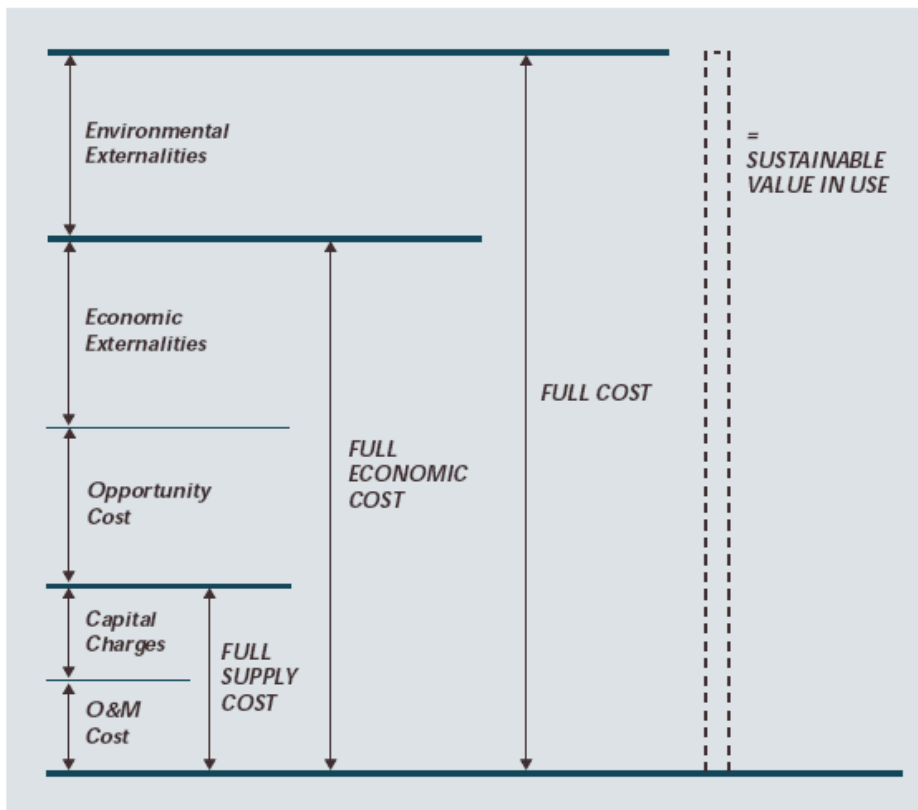 Environmental
Externalities
=
SUSTAINABLE
VALUE IN USE
Economic
Externalities
FULL COST
FULL
ECONOMIC
COST
Opportunity
Cost
Capital
Charges
FULL
SUPPLY
COST
O&M
Cost